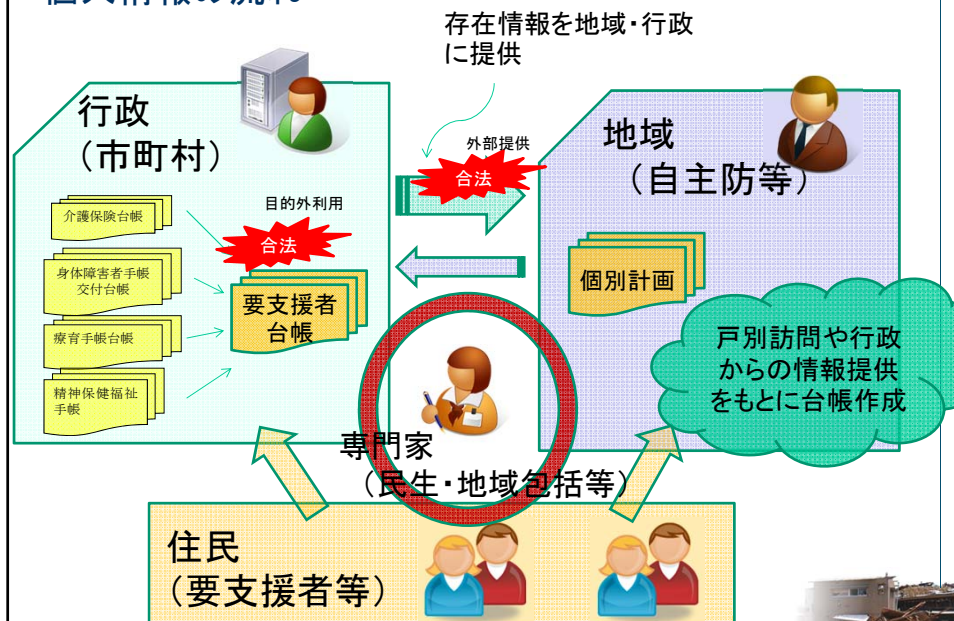 存在情報を地域・行政
に提供
行政
（市町村）
外部提供
合法
地域
（自主防等）
目的外利用
合法
介護保険台帳
身体障害者手帳
交付台帳
療育手帳台帳
精神保健福祉
手帳
要支援者
台帳
個別計画
戸別訪問や行政
からの情報提供
をもとに台帳作成
専門家
（民生・地域包括等）
住民
（要支援者等）